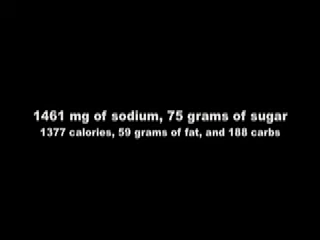 1461 mg of sodium, 75 grams of sugar
1377 calories, 59 grams of fat, and 188 carbs